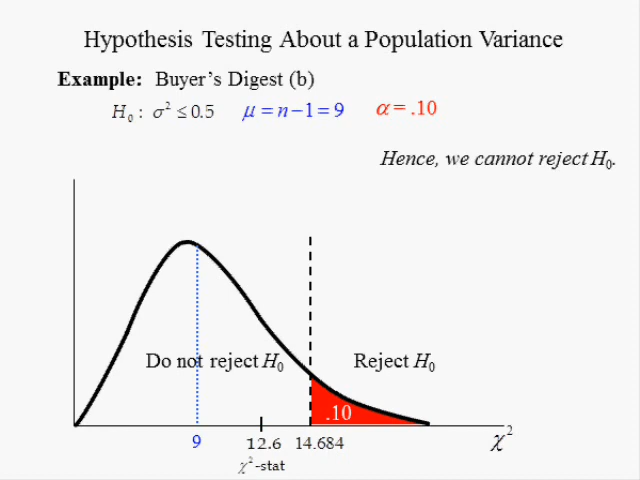 Hypothesis Testing About a Population Variance
Example: Buyer's Digest (b)
H₀ : σ² ≤ 0.5 μ = n−1 = 9 α = .10
Hence, we cannot reject H₀.
Do not reject H₀ Reject H₀
.10
9 12.6 14.684 χ²
χ²-stat